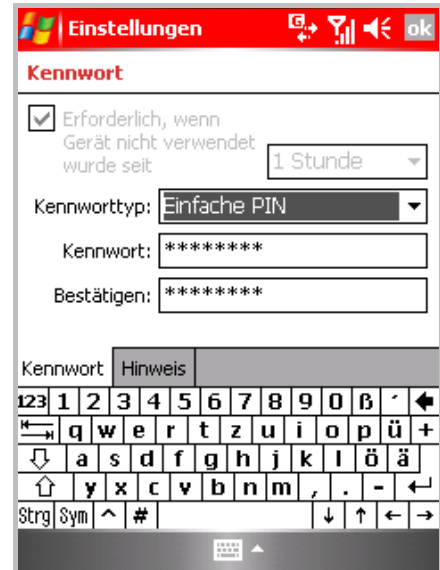 Einstellungen G ok
Kennwort
Erforderlich, wenn
Gerät nicht verwendet
wurde seit 1 Stunde
Kennworttyp: Einfache PIN
Kennwort: ********
Bestätigen: ********
Kennwort Hinweis
123 1 2 3 4 5 6 7 8 9 0 ß ´
q w e r t z u i o p ü +
a s d f g h j k l ö ä
y x c v b n m , . -
Strg Sym ^ # ↓ ↑ ← →